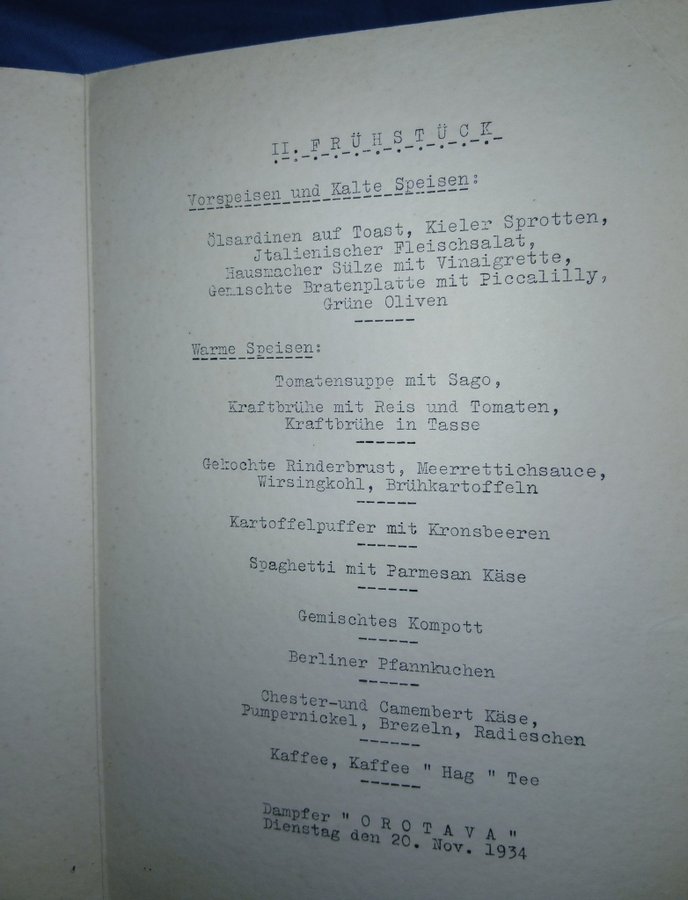 II. F R Ü H S T Ü C K
Vorspeisen und Kalte Speisen:
Ölsardinen auf Toast, Kieler Sprotten,
Jtalienischer Fleischsalat,
Hausmacher Sülze mit Vinaigrette,
Gemischte Bratenplatte mit Piccalilly,
Grüne Oliven
------
Warme Speisen:
Tomatensuppe mit Sago,
Kraftbrühe mit Reis und Tomaten,
Kraftbrühe in Tasse
------
Gekochte Rinderbrust, Meerrettichsauce,
Wirsingkohl, Brühkartoffeln
------
Kartoffelpuffer mit Kronsbeeren
------
Spaghetti mit Parmesan Käse
------
Gemischtes Kompott
------
Berliner Pfannkuchen
------
Chester-und Camembert Käse,
Pumpernickel, Brezeln, Radieschen
------
Kaffee, Kaffee " Hag " Tee
------
Dampfer " O R O T A V A "
Dienstag den 20. Nov. 1934